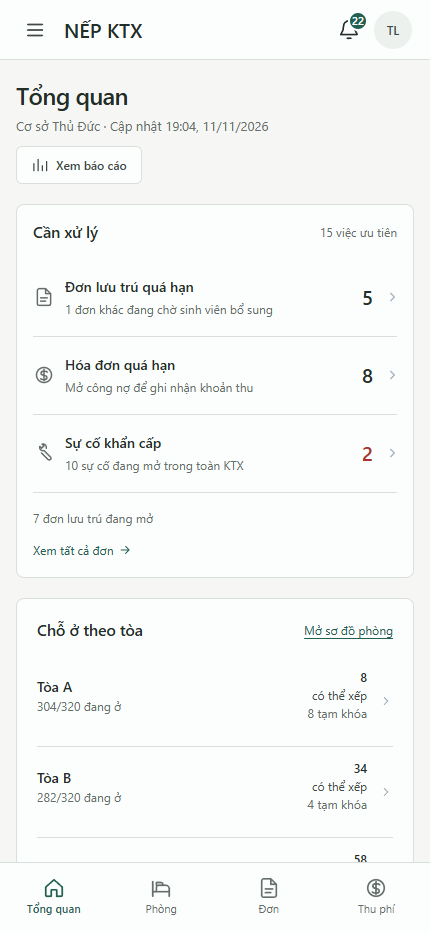 NẾP KTX
22
TL
Tổng quan
Cơ sở Thủ Đức · Cập nhật 19:04, 11/11/2026
Xem báo cáo
Cần xử lý
15 việc ưu tiên
Đơn lưu trú quá hạn
1 đơn khác đang chờ sinh viên bổ sung
5
Hóa đơn quá hạn
Mở công nợ để ghi nhận khoản thu
8
Sự cố khẩn cấp
10 sự cố đang mở trong toàn KTX
2
7 đơn lưu trú đang mở
Xem tất cả đơn →
Chỗ ở theo tòa
Mở sơ đồ phòng
Tòa A
304/320 đang ở
8
có thể xếp
8 tạm khóa
Tòa B
282/320 đang ở
34
có thể xếp
4 tạm khóa
58
Tổng quan
Phòng
Đơn
Thu phí